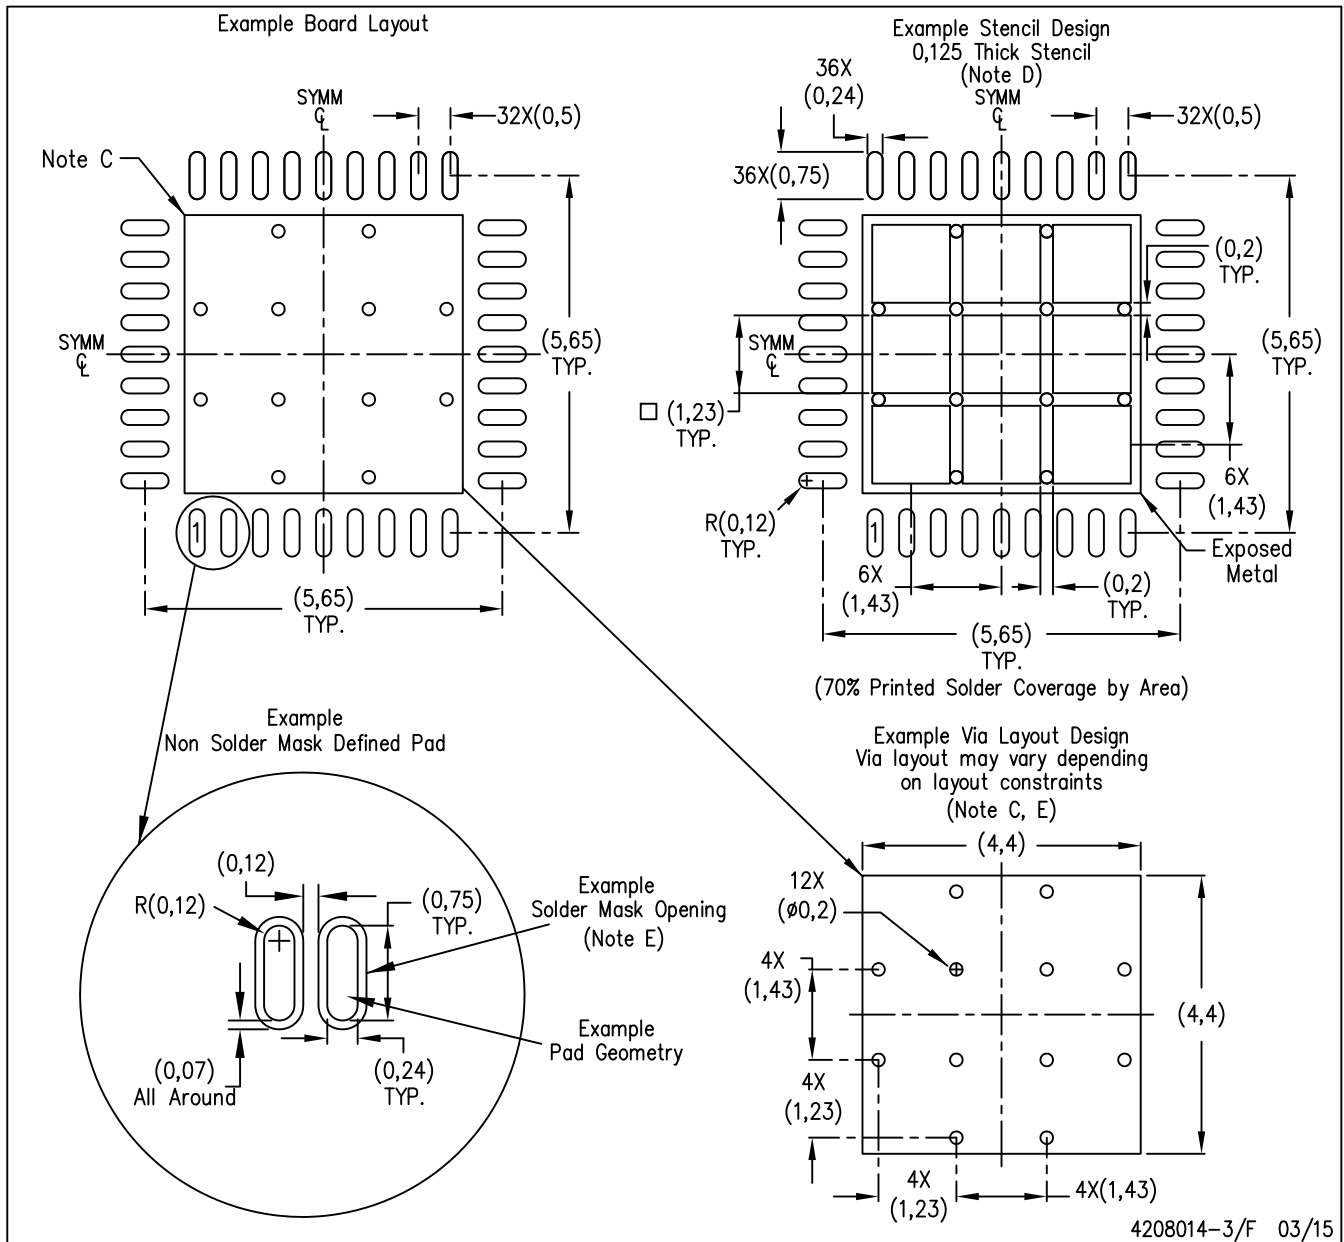 Example Board Layout
SYMM
℄
32X(0,5)
Note C
SYMM
℄
(5,65)
TYP.
1
(5,65)
TYP.
Example Stencil Design
0,125 Thick Stencil
(Note D)
SYMM
℄
36X
(0,24)
32X(0,5)
36X(0,75)
(0,2)
TYP.
SYMM
℄
(5,65)
TYP.
□ (1,23)
TYP.
6X
(1,43)
R(0,12)
TYP.
1
Exposed
Metal
6X
(1,43)
(0,2)
TYP.
(5,65)
TYP.
(70% Printed Solder Coverage by Area)
Example
Non Solder Mask Defined Pad
(0,12)
R(0,12)
(0,75)
TYP.
Example
Solder Mask Opening
(Note E)
Example
Pad Geometry
(0,07)
All Around
(0,24)
TYP.
Example Via Layout Design
Via layout may vary depending
on layout constraints
(Note C, E)
(4,4)
12X
(ø0,2)
4X
(1,43)
(4,4)
4X
(1,23)
4X
(1,23)
4X(1,43)
4208014-3/F 03/15